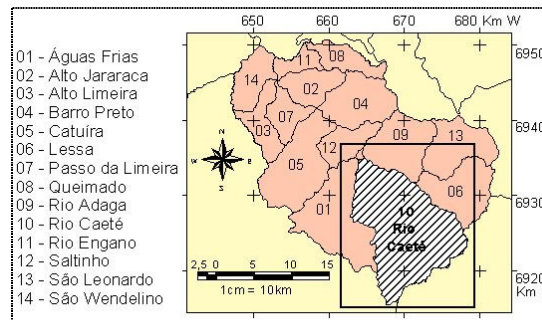 650 660 670 680 Km W
01 - Águas Frias
02 - Alto Jararaca
03 - Alto Limeira
04 - Barro Preto
05 - Catuíra
06 - Lessa
07 - Passo da Limeira
08 - Queimado
09 - Rio Adaga
10 - Rio Caeté
11 - Rio Engano
12 - Saltinho
13 - São Leonardo
14 - São Wendelino
11 08
14 02
04
07
03
12 09 13
05
06
01
10
Rio
Caeté
N
W
S
6950
6940
6930
6920
Km
2,5 0 5 10 15
1cm = 10km